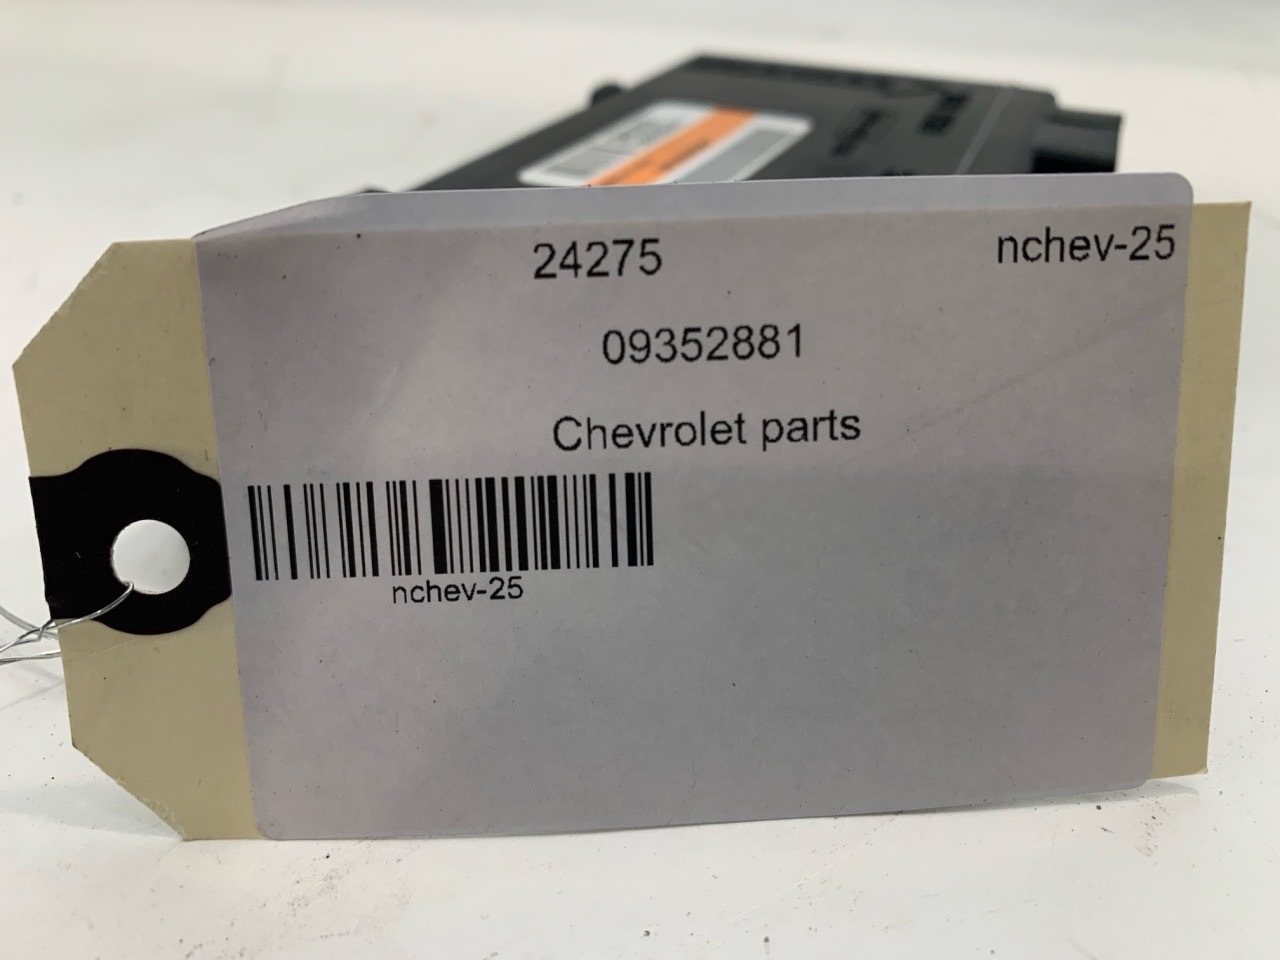 24275 nchev-25
09352881
Chevrolet parts
nchev-25